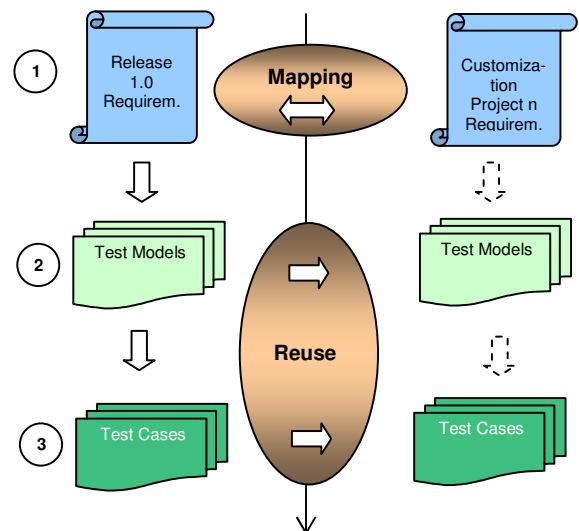 1
Release
1.0
Requirem.
Mapping
Customiza-
tion
Project n
Requirem.
2
Test Models
Test Models
Reuse
3
Test Cases
Test Cases